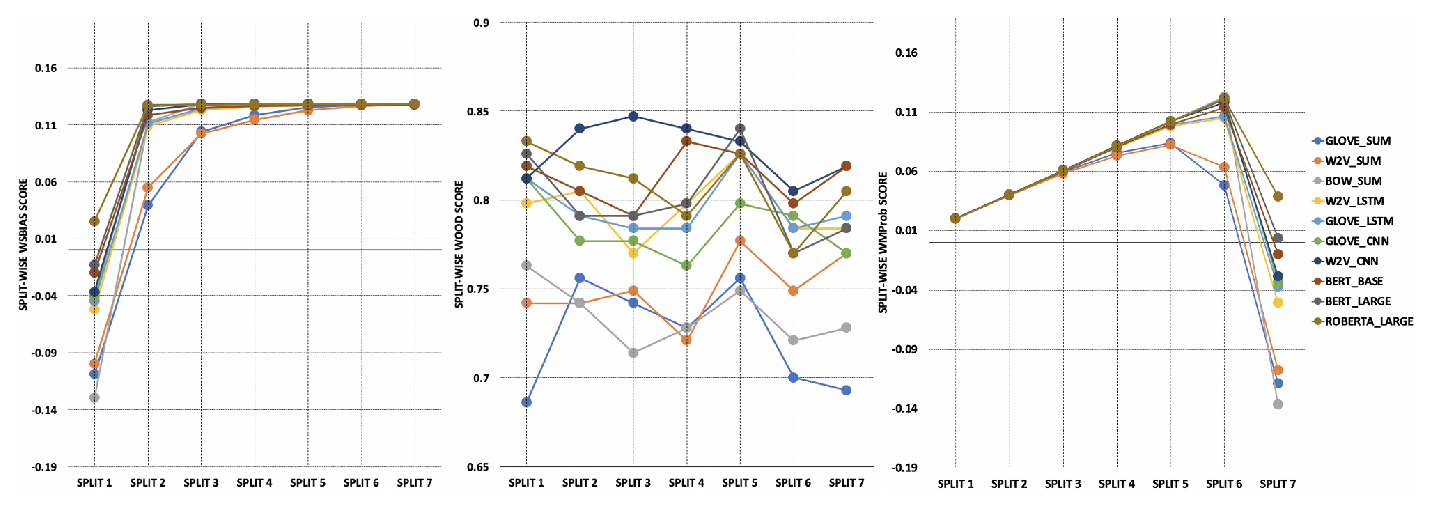 SPLIT-WISE WSBIAS SCORE
0.16
0.11
0.06
0.01
-0.04
-0.09
-0.14
-0.19
SPLIT 1 SPLIT 2 SPLIT 3 SPLIT 4 SPLIT 5 SPLIT 6 SPLIT 7
SPLIT-WISE WOOD SCORE
0.9
0.85
0.8
0.75
0.7
0.65
SPLIT 1 SPLIT 2 SPLIT 3 SPLIT 4 SPLIT 5 SPLIT 6 SPLIT 7
SPLIT-WISE WMProb SCORE
0.16
0.11
0.06
0.01
-0.04
-0.09
-0.14
-0.19
SPLIT 1 SPLIT 2 SPLIT 3 SPLIT 4 SPLIT 5 SPLIT 6 SPLIT 7
GLOVE_SUM
W2V_SUM
BOW_SUM
W2V_LSTM
GLOVE_LSTM
GLOVE_CNN
W2V_CNN
BERT_BASE
BERT_LARGE
ROBERTA_LARGE